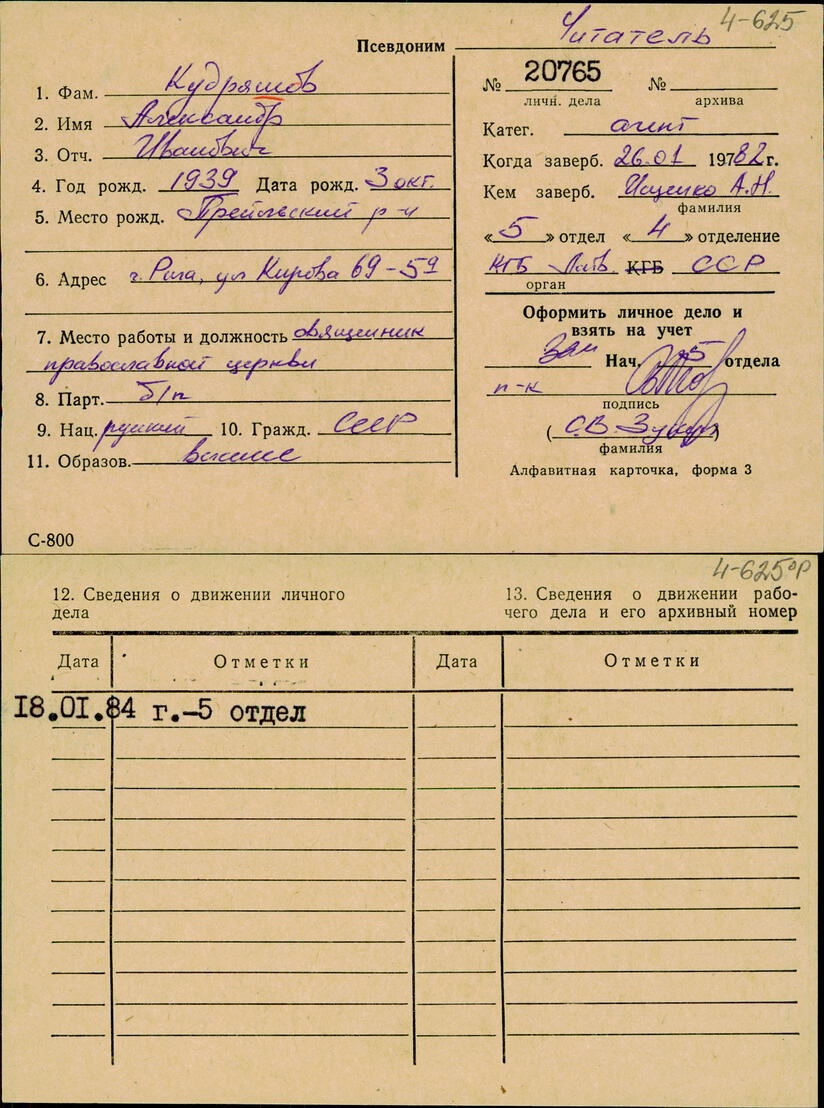 4-625
Псевдоним Читатель
1. Фам. Кудряшов
2. Имя Александр
3. Отч. Иванович
4. Год рожд. 1939 Дата рожд. 3 окт.
5. Место рожд. Прейльский р-н
6. Адрес г. Рига, ул Кирова 69-59
7. Место работы и должность священник
православной церкви
8. Парт. б/п
9. Нац. русский 10. Гражд. СССР
11. Образов. высшее
С-800
№ 20765 №
личн. дела архива
Катег. агент
Когда заверб. 26.01 1982 г.
Кем заверб. Ищенко А.Н.
фамилия
«5» отдел «4» отделение
КГБ Латв. КГБ ССР
орган
Оформить личное дело и
взять на учет
Зам Нач. 5 отдела
п-к
подпись
(С.В. )
фамилия
Алфавитная карточка, форма 3
4-625 ор
12. Сведения о движении личного
дела
13. Сведения о движении рабо-
чего дела и его архивный номер
Дата Отметки Дата Отметки
18.01.84 г.-5 отдел